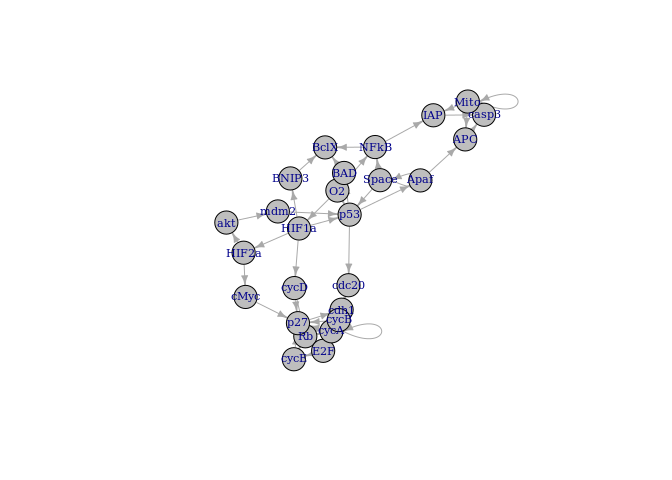 Mito
IAP
casp3
APC
BclX
NFkB
BAD
BNIP3
Space
Apaf
O2
mdm2
p53
akt
HIF1a
HIF2a
cycD
cdc20
cMyc
cdh1
p27
cycB
cycA
Rb
E2F
cycE